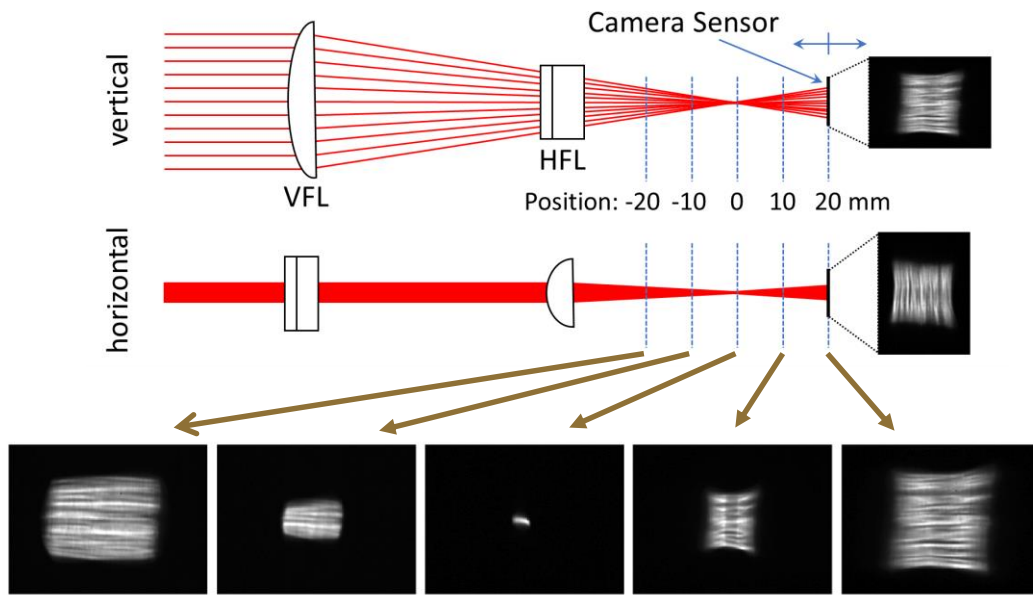 Camera Sensor
vertical
VFL
HFL
Position: -20 -10 0 10 20 mm
horizontal